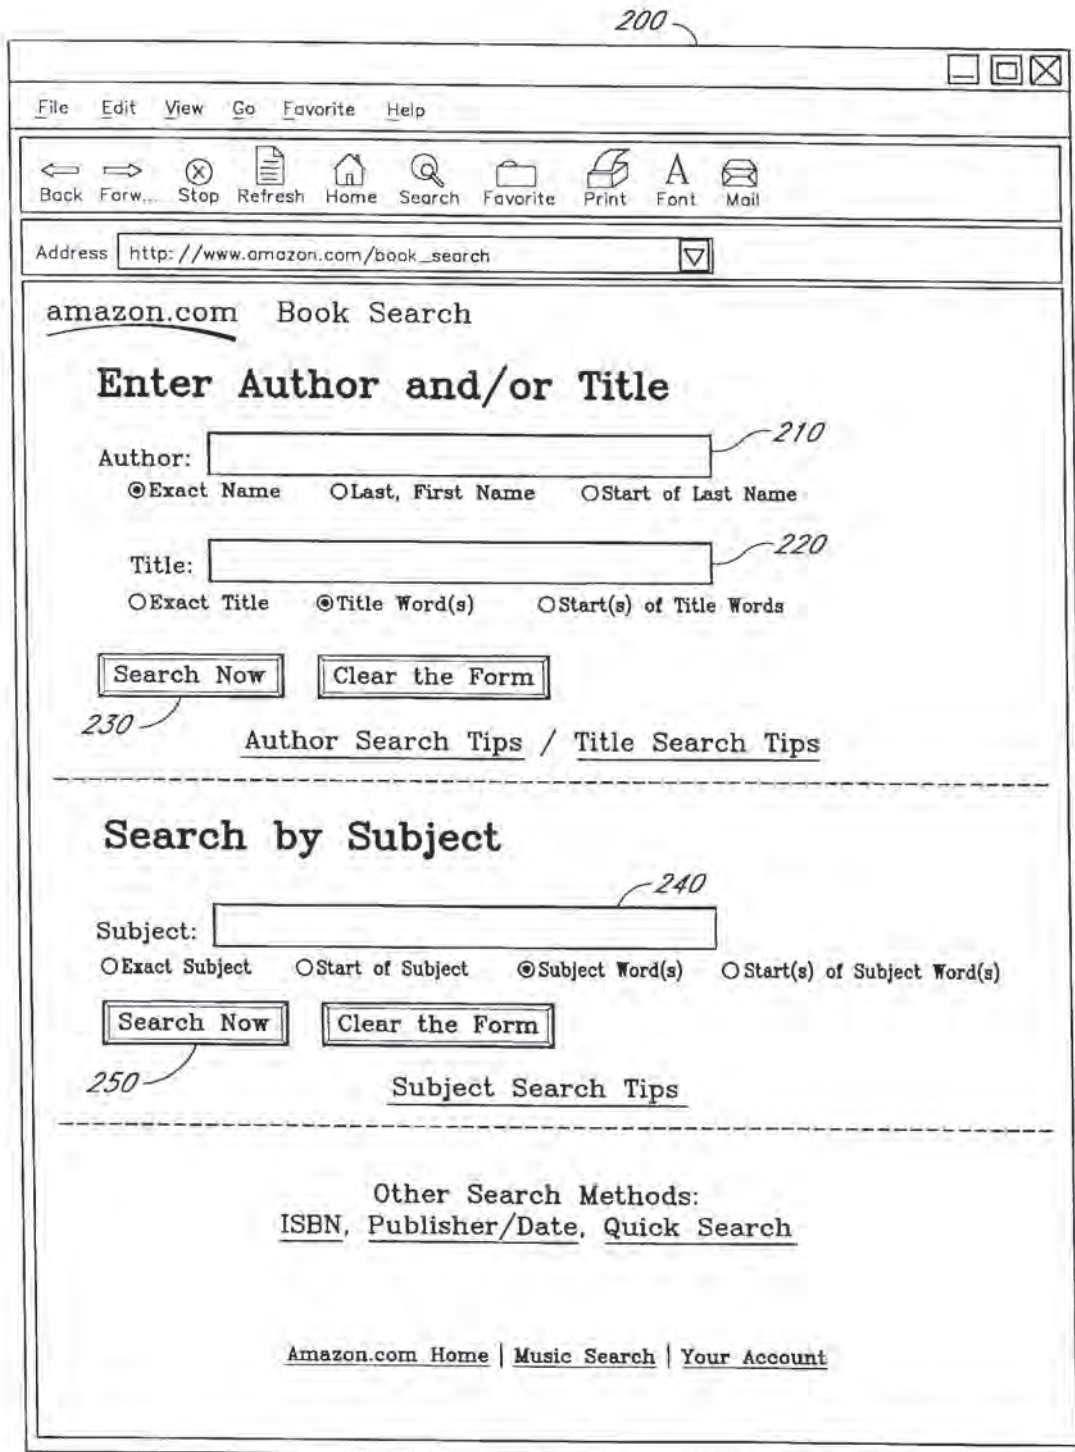 200
File Edit View Go Favorite Help
Back Forw... Stop Refresh Home Search Favorite Print Font Mail
Address http://www.amazon.com/book_search
amazon.com Book Search
Enter Author and/or Title
210
Author:
Exact Name Last, First Name Start of Last Name
220
Title:
Exact Title Title Word(s) Start(s) of Title Words
Search Now Clear the Form
230
Author Search Tips / Title Search Tips
Search by Subject
240
Subject:
Exact Subject Start of Subject Subject Word(s) Start(s) of Subject Word(s)
Search Now Clear the Form
250
Subject Search Tips
Other Search Methods:
ISBN, Publisher/Date, Quick Search
Amazon.com Home | Music Search | Your Account